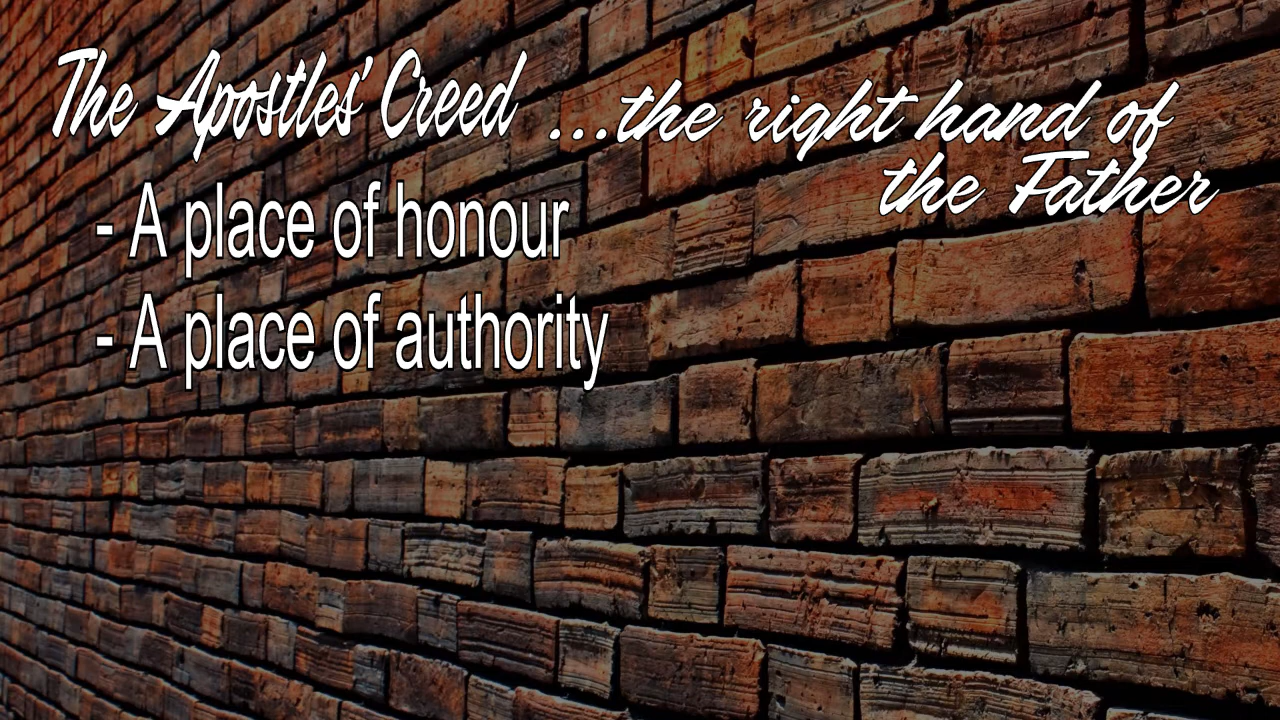 The Apostles' Creed ...the right hand of
the Father
- A place of honour
- A place of authority